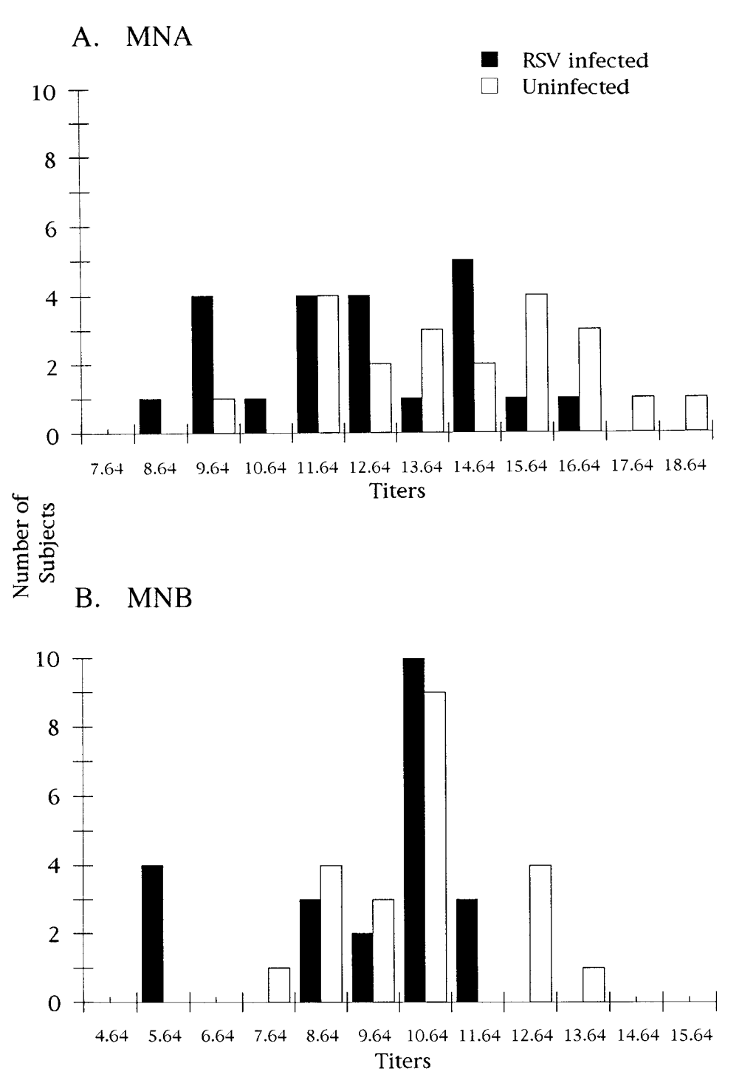 A. MNA
RSV infected
Uninfected
10
8
6
4
2
0
7.64 8.64 9.64 10.64 11.64 12.64 13.64 14.64 15.64 16.64 17.64 18.64
Titers
Number of
Subjects
B. MNB
10
8
6
4
2
0
4.64 5.64 6.64 7.64 8.64 9.64 10.64 11.64 12.64 13.64 14.64 15.64
Titers